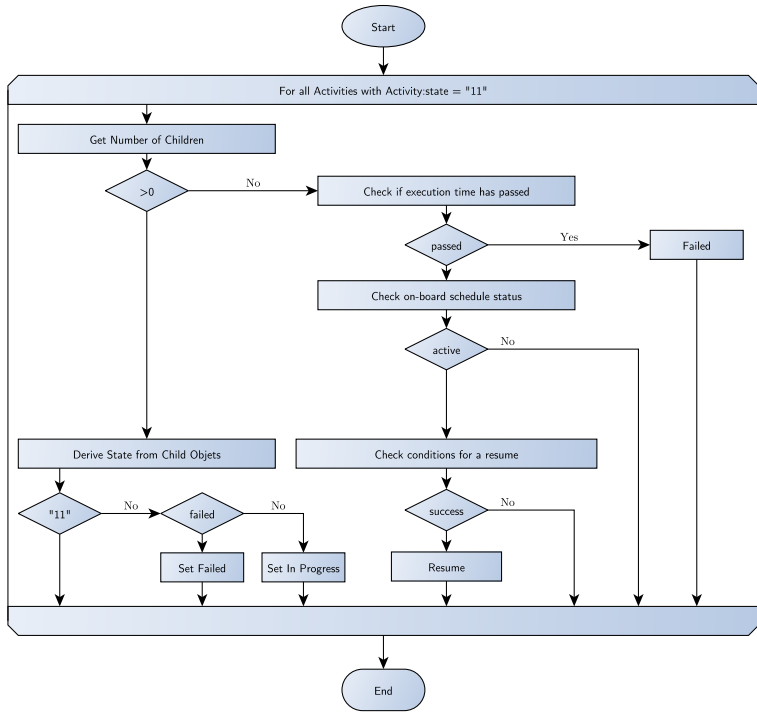 Start
For all Activities with Activity:state = "11"
Get Number of Children
>0
No
Check if execution time has passed
passed
Yes
Failed
Check on-board schedule status
active
No
Derive State from Child Objets
Check conditions for a resume
"11"
No
failed
No
success
No
Set Failed
Set In Progress
Resume
End